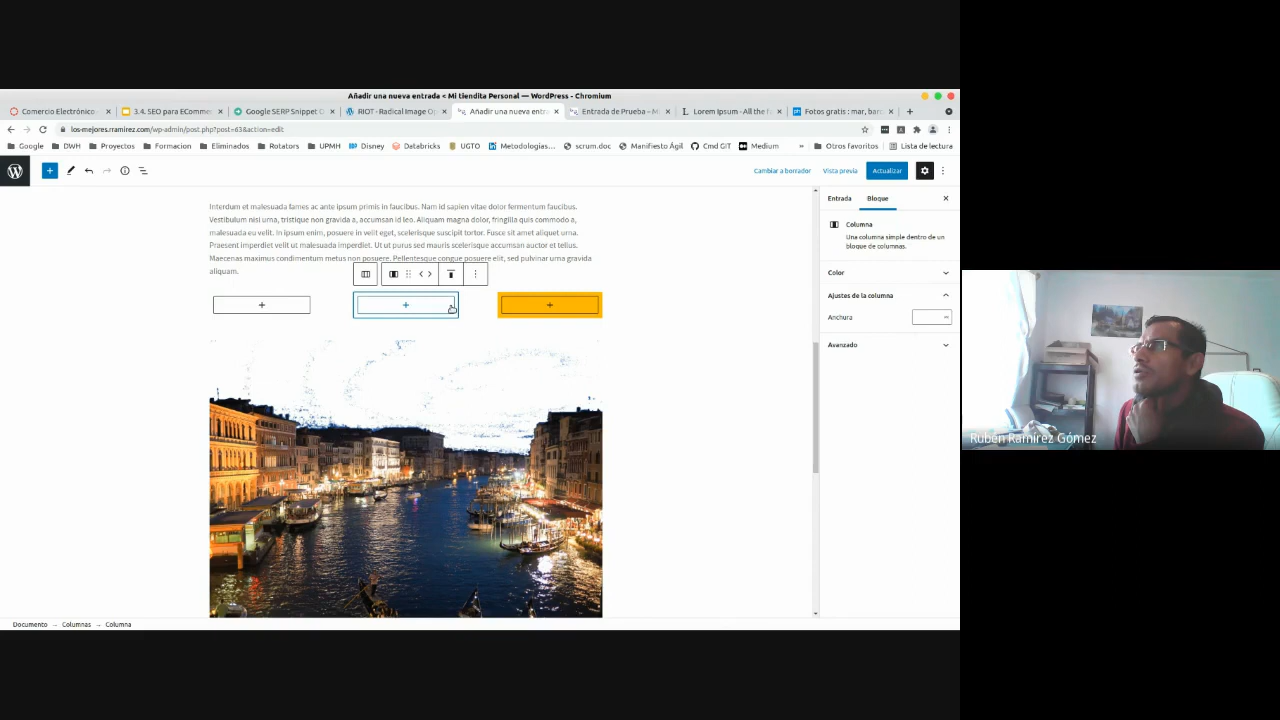 Añadir una nueva entrada < Mi tiendita Personal — WordPress - Chromium
Comercio Electrónico
3.4. SEO para EComme
Google SERP Snippet O
RIOT - Radical Image Op
Añadir una nueva entra
Entrada de Prueba – M
Lorem Ipsum - All the f
Fotos gratis : mar, barc
los-mejores.rramirez.com/wp-admin/post.php?post=63&action=edit
Google
DWH
Proyectos
Formacion
Eliminados
Rotators
UPMH
Disney
Databricks
UGTO
Metodologías...
scrum.doc
Manifiesto Ágil
Cmd GIT
Medium
»
Otros favoritos
Lista de lectura
Cambiar a borrador
Vista previa
Actualizar
Interdum et malesuada fames ac ante ipsum primis in faucibus. Nam id sapien vitae dolor fermentum faucibus.
Vestibulum nisi urna, tristique non gravida a, accumsan id leo. Aliquam magna dolor, fringilla quis commodo a,
malesuada eu velit. In ipsum enim, posuere in velit eget, scelerisque suscipit tortor. Fusce sit amet aliquet urna.
Praesent imperdiet velit ut malesuada imperdiet. Ut ut purus sed mauris scelerisque accumsan auctor et tellus.
Maecenas maximus condimentum metus non posuere. Pellentesque congue posuere elit, sed pulvinar urna gravida
aliquam.
Entrada
Bloque
Columna
Una columna simple dentro de un
bloque de columnas.
Color
Ajustes de la columna
Anchura
Avanzado
Documento → Columnas → Columna
Rubén Ramírez Gómez